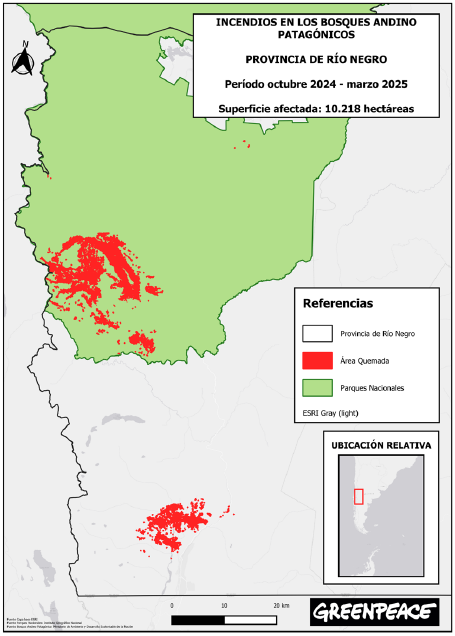 INCENDIOS EN LOS BOSQUES ANDINO
PATAGÓNICOS
PROVINCIA DE RÍO NEGRO
Período octubre 2024 - marzo 2025
Superficie afectada: 10.218 hectáreas
N
Referencias
Provincia de Río Negro
Área Quemada
Parques Nacionales
ESRI Gray (light)
UBICACIÓN RELATIVA
0 10 20 km
GREENPEACE